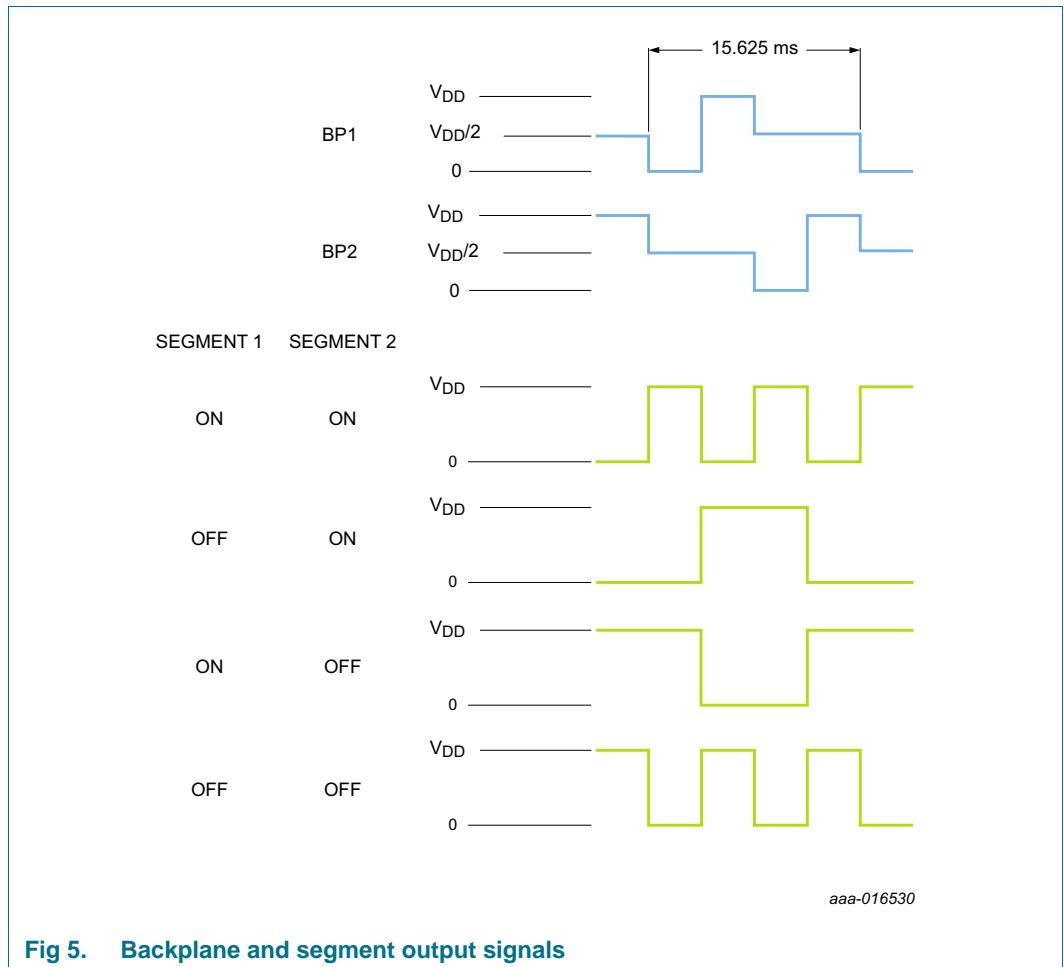 15.625 ms
VDD
BP1
VDD/2
0
VDD
BP2
VDD/2
0
SEGMENT 1 SEGMENT 2
VDD
ON ON
0
VDD
OFF ON
0
VDD
ON OFF
0
VDD
OFF OFF
0
aaa-016530
Fig 5. Backplane and segment output signals